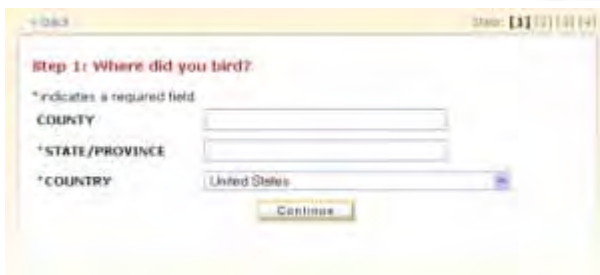 « back
Step: [1] [2] [3] [4]
Step 1: Where did you bird?
*indicates a required field
COUNTY
*STATE/PROVINCE
*COUNTRY United States
Continue